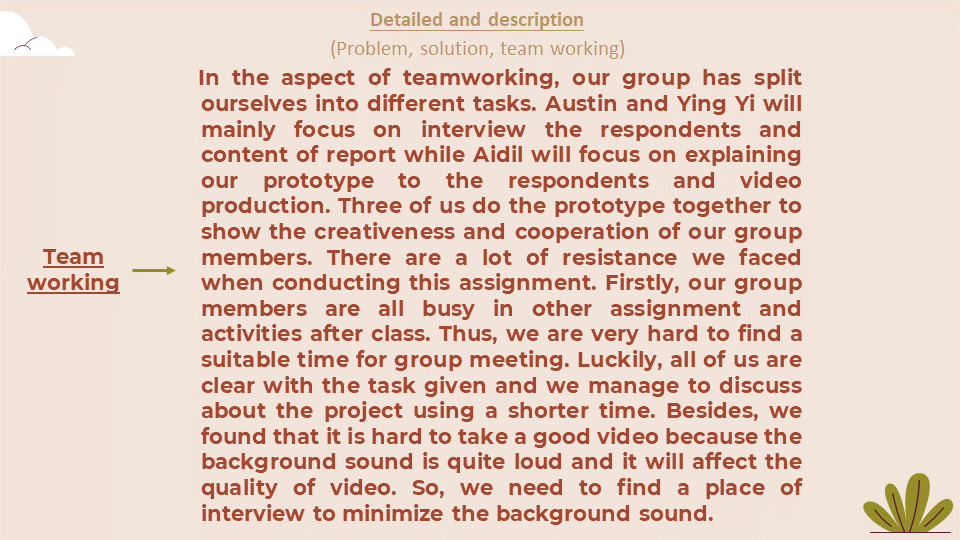 Detailed and description
(Problem, solution, team working)
In the aspect of teamworking, our group has split
ourselves into different tasks. Austin and Ying Yi will
mainly focus on interview the respondents and
content of report while Aidil will focus on explaining
our prototype to the respondents and video
production. Three of us do the prototype together to
show the creativeness and cooperation of our group
members. There are a lot of resistance we faced
when conducting this assignment. Firstly, our group
members are all busy in other assignment and
activities after class. Thus, we are very hard to find a
suitable time for group meeting. Luckily, all of us are
clear with the task given and we manage to discuss
about the project using a shorter time. Besides, we
found that it is hard to take a good video because the
background sound is quite loud and it will affect the
quality of video. So, we need to find a place of
interview to minimize the background sound.
Team
working